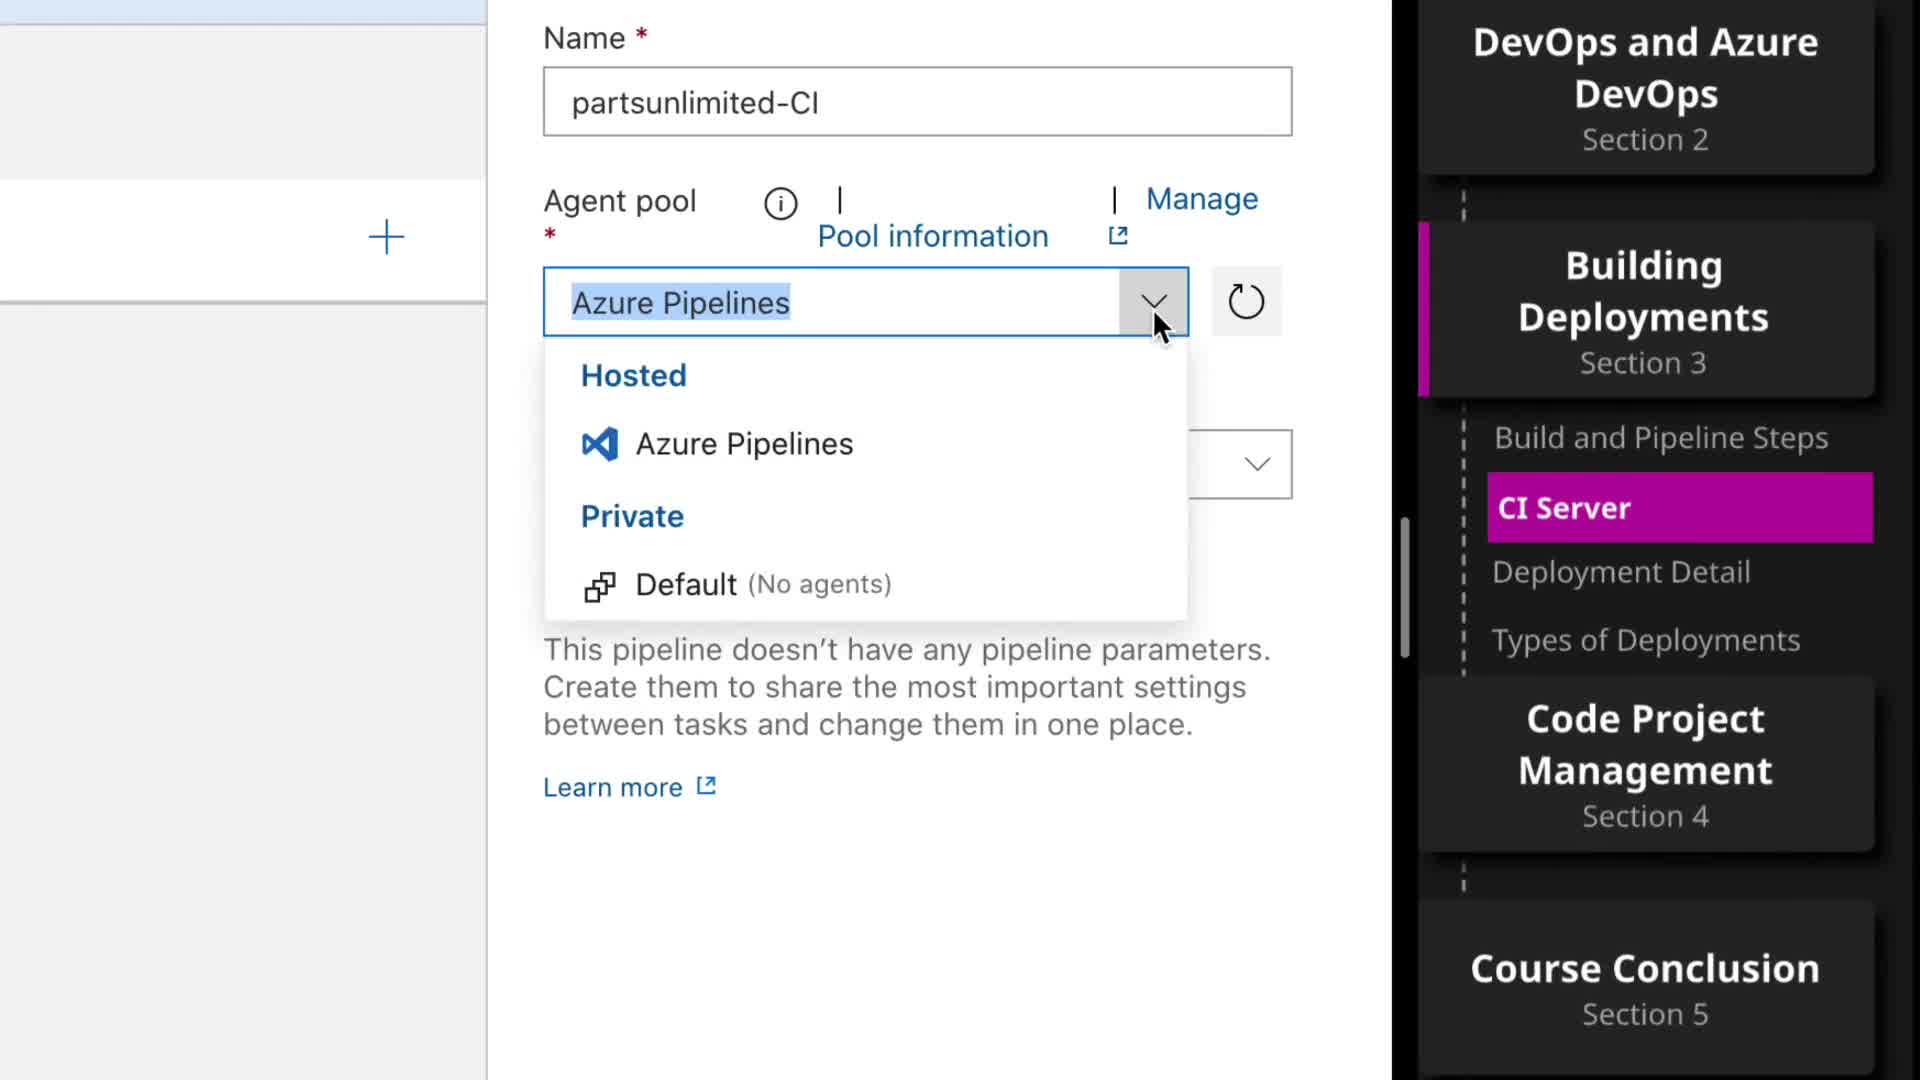 Name *
partsunlimited-CI
Agent pool
*
|
Pool information
| Manage
Azure Pipelines
Hosted
Azure Pipelines
Private
Default (No agents)
This pipeline doesn’t have any pipeline parameters.
Create them to share the most important settings
between tasks and change them in one place.
Learn more
DevOps and Azure
DevOps
Section 2
Building
Deployments
Section 3
Build and Pipeline Steps
CI Server
Deployment Detail
Types of Deployments
Code Project
Management
Section 4
Course Conclusion
Section 5